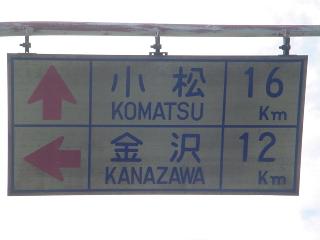 小松 16
KOMATSU Km
金沢 12
KANAZAWA Km